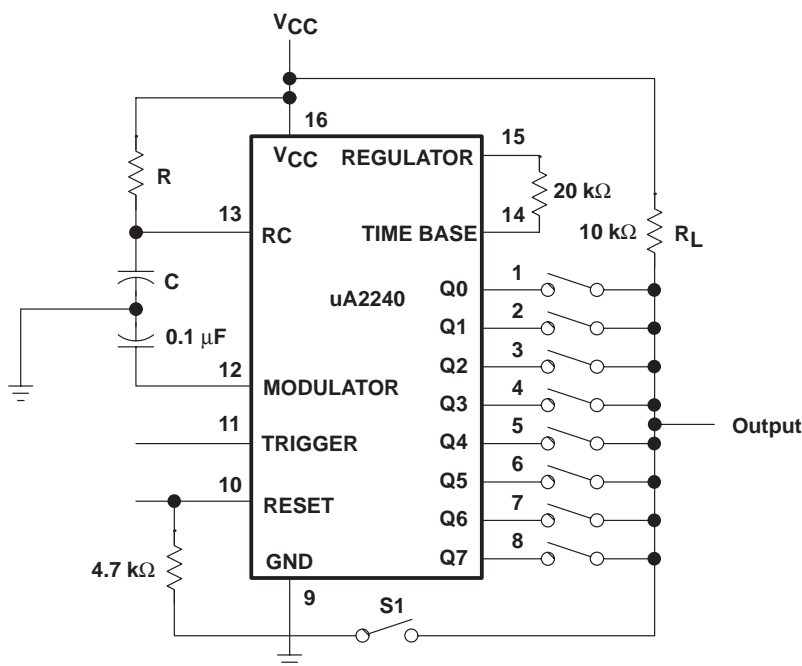 VCC
16
15
VCC
REGULATOR
R
20 kΩ
13
14
RC
TIME BASE
10 kΩ
RL
C
uA2240
Q0
1
Q1
2
0.1 μF
Q2
3
12
MODULATOR
Q3
4
Output
11
TRIGGER
Q4
5
Q5
6
10
RESET
Q6
7
4.7 kΩ
GND
Q7
8
9
S1